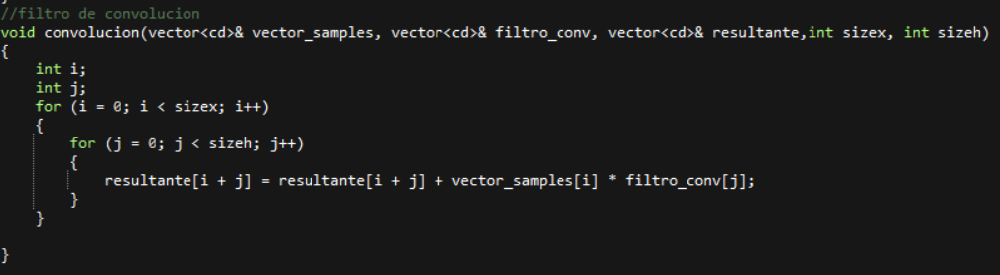 //filtro de convolucion
void convolucion(vector<cd>& vector_samples, vector<cd>& filtro_conv, vector<cd>& resultante,int sizex, int sizeh)
{
    int i;
    int j;
    for (i = 0; i < sizex; i++)
    {
        for (j = 0; j < sizeh; j++)
        {
            resultante[i + j] = resultante[i + j] + vector_samples[i] * filtro_conv[j];
        }
    }

}